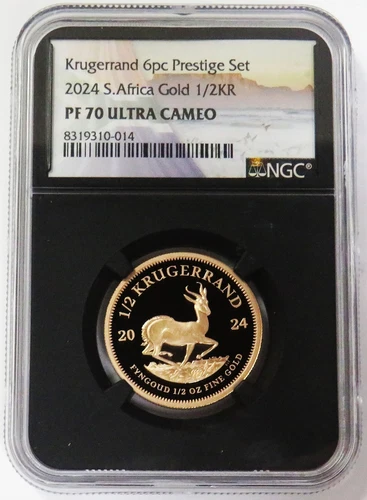 Krugerrand 6pc Prestige Set
2024 S.Africa Gold 1/2KR
PF 70 ULTRA CAMEO
8319310-014
NGC
1/2 KRUGERRAND
20 24
FYNGOUD 1/2 OZ FINE GOLD